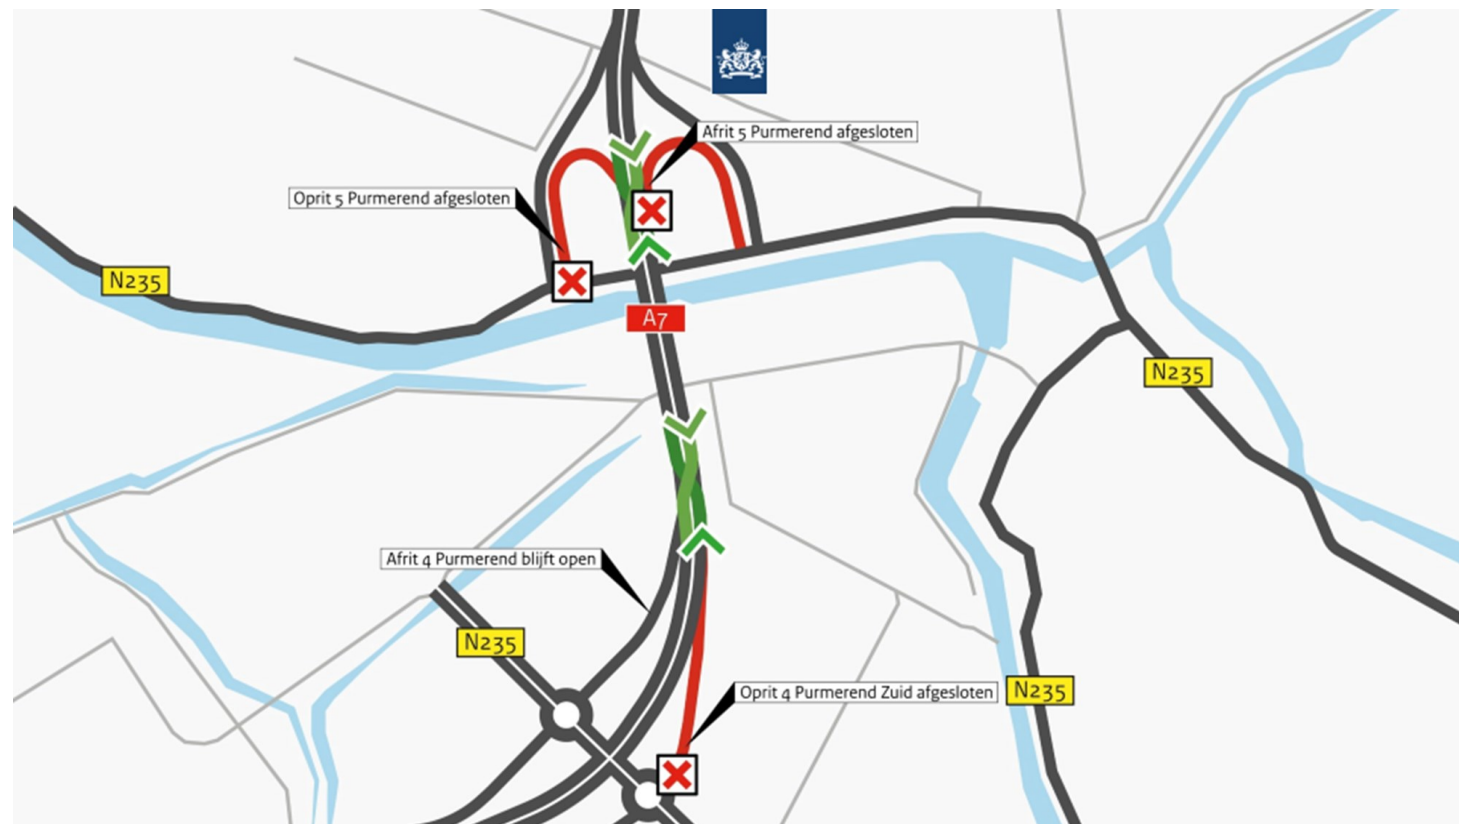 Afrit 5 Purmerend afgesloten
Oprit 5 Purmerend afgesloten
N235
A7
N235
Afrit 4 Purmerend blijft open
N235
Oprit 4 Purmerend Zuid afgesloten
N235